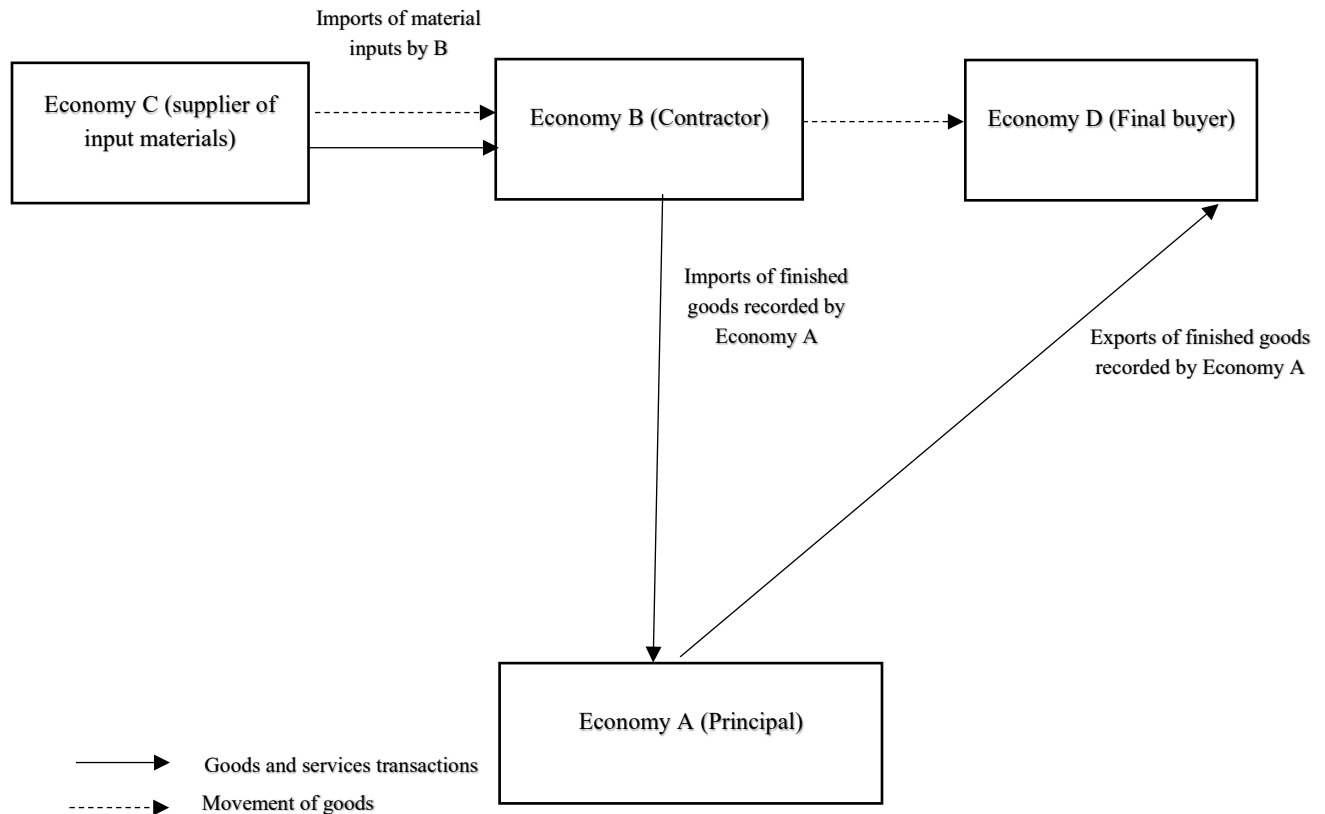 Imports of material
inputs by B
Economy C (supplier of
input materials)
Economy B (Contractor)
Economy D (Final buyer)
Imports of finished
goods recorded by
Economy A
Exports of finished goods
recorded by Economy A
Economy A (Principal)
Goods and services transactions
Movement of goods